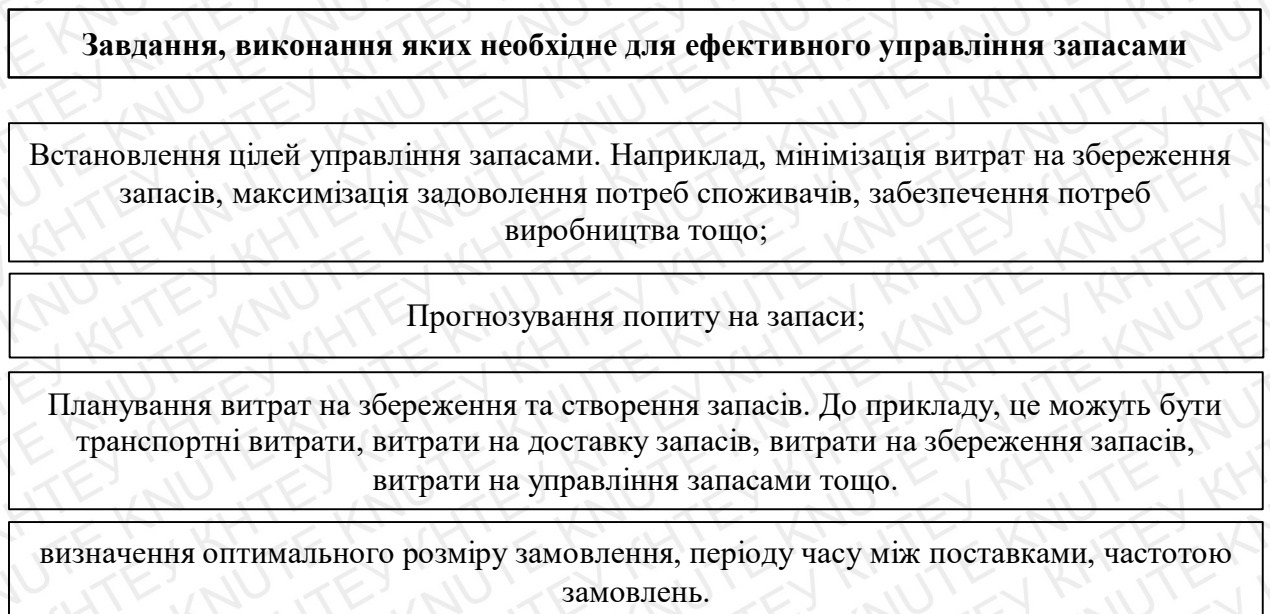 Завдання, виконання яких необхідне для ефективного управління запасами
Встановлення цілей управління запасами. Наприклад, мінімізація витрат на збереження
запасів, максимізація задоволення потреб споживачів, забезпечення потреб
виробництва тощо;
Прогнозування попиту на запаси;
Планування витрат на збереження та створення запасів. До прикладу, це можуть бути
транспортні витрати, витрати на доставку запасів, витрати на збереження запасів,
витрати на управління запасами тощо.
визначення оптимального розміру замовлення, періоду часу між поставками, частотою
замовлень.